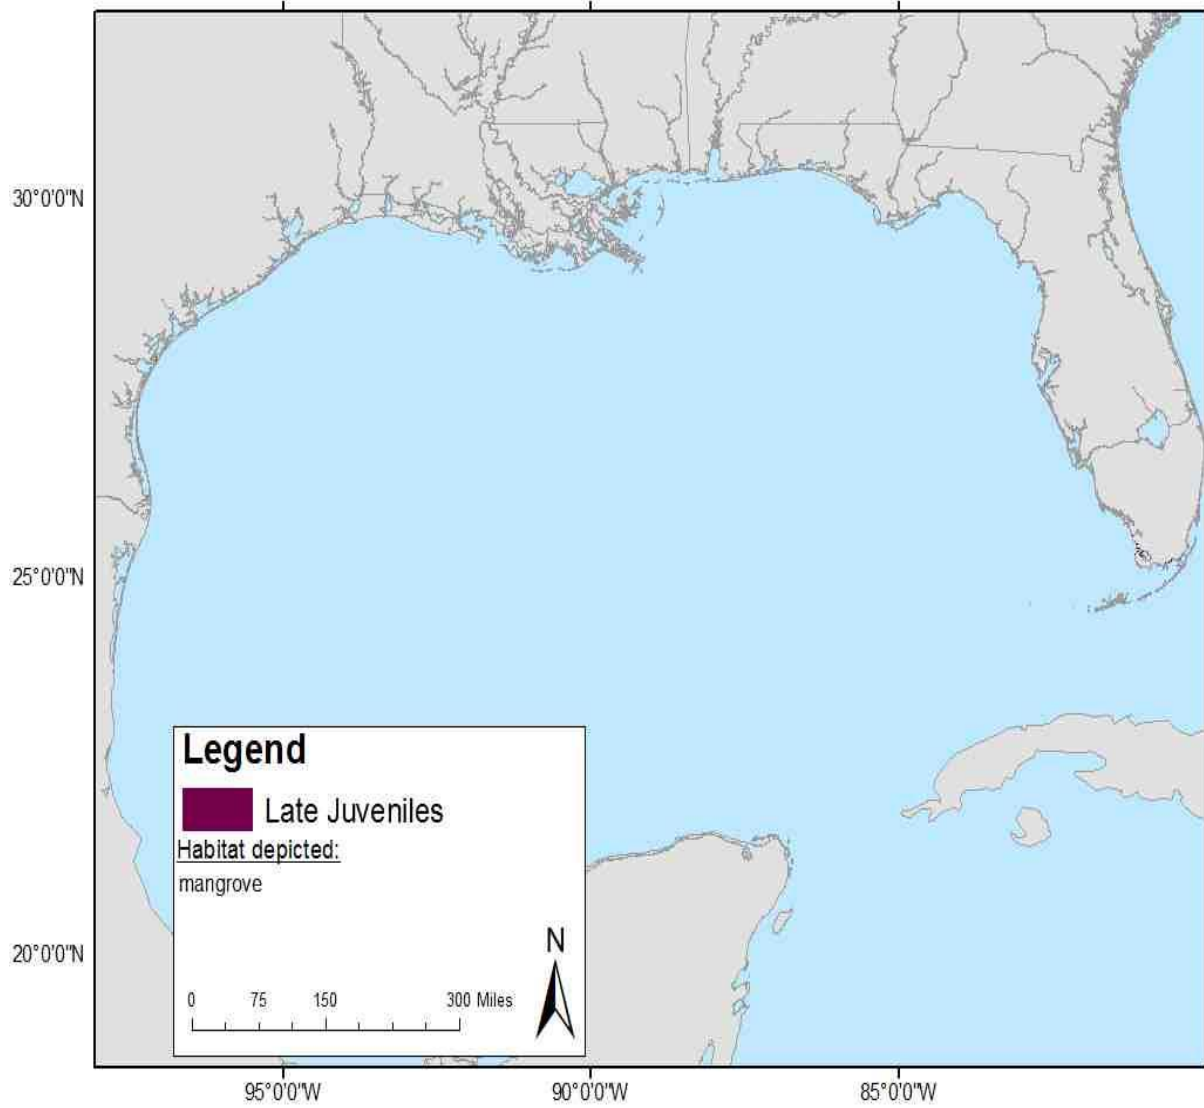 30°0'0"N
25°0'0"N
20°0'0"N
Legend
Late Juveniles
Habitat depicted:
mangrove
N
0 75 150 300 Miles
95°0'0"W 90°0'0"W 85°0'0"W